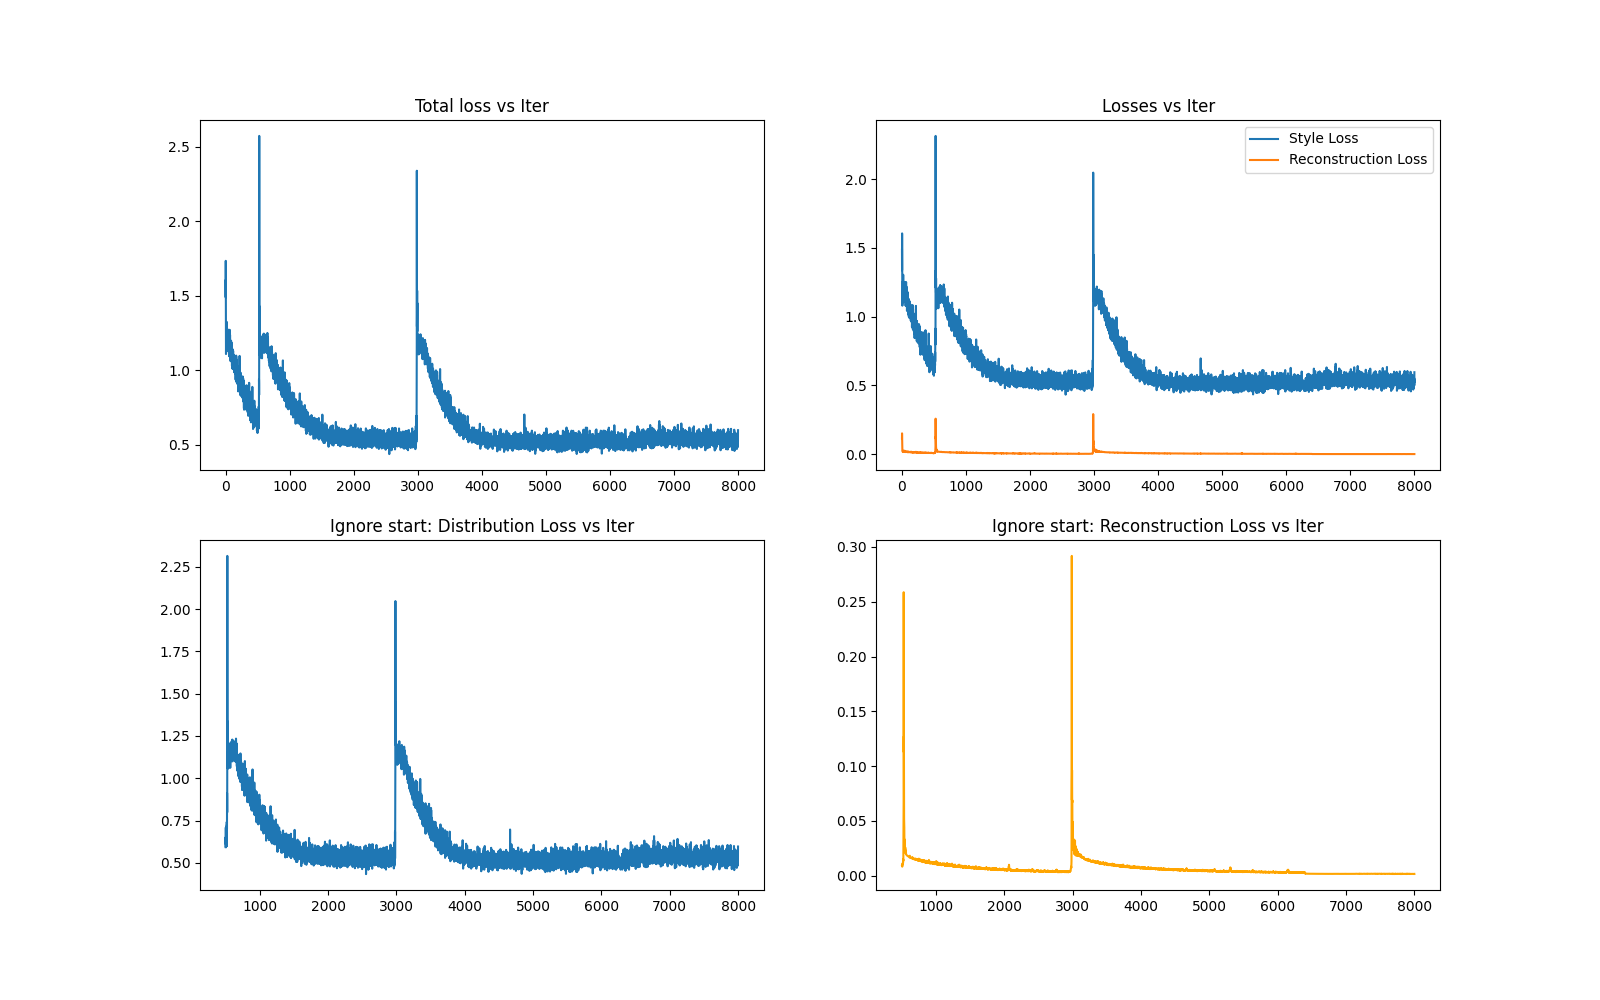 Total loss vs Iter
2.5
2.0
1.5
1.0
0.5
0 1000 2000 3000 4000 5000 6000 7000 8000
Losses vs Iter
Style Loss
Reconstruction Loss
2.0
1.5
1.0
0.5
0.0
0 1000 2000 3000 4000 5000 6000 7000 8000
Ignore start: Distribution Loss vs Iter
2.25
2.00
1.75
1.50
1.25
1.00
0.75
0.50
1000 2000 3000 4000 5000 6000 7000 8000
Ignore start: Reconstruction Loss vs Iter
0.30
0.25
0.20
0.15
0.10
0.05
0.00
1000 2000 3000 4000 5000 6000 7000 8000